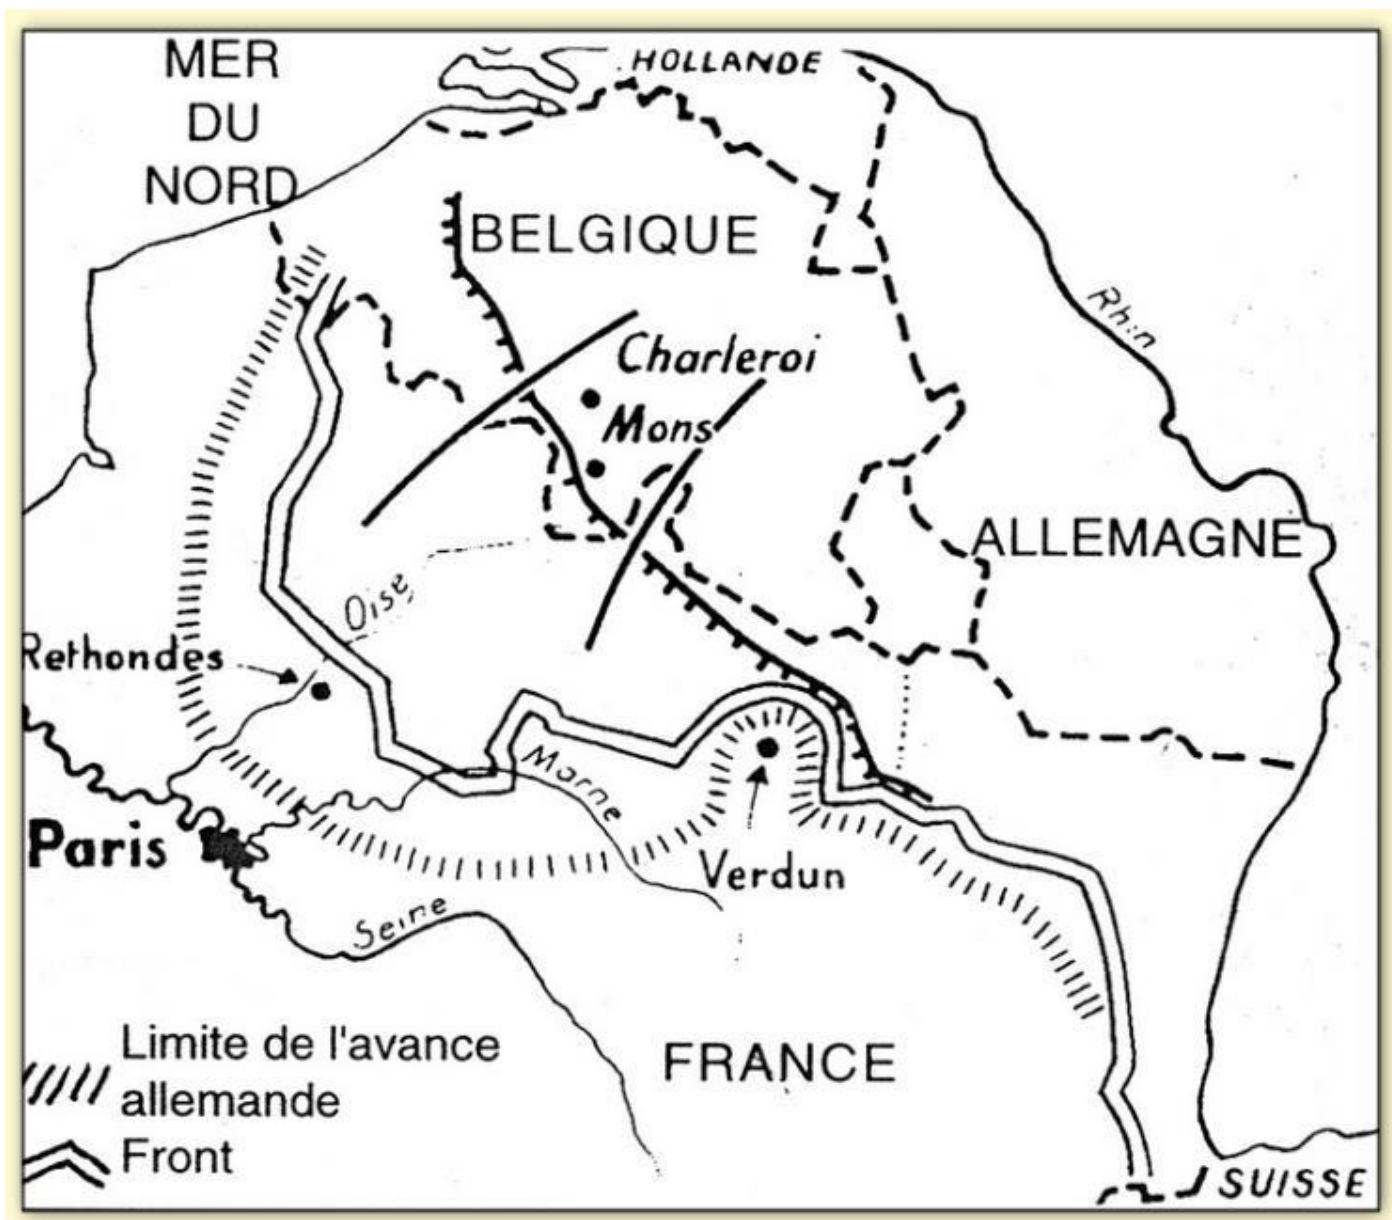 MER
DU
NORD
HOLLANDE
BELGIQUE
Rhin
Charleroi
Mons
ALLEMAGNE
Oise
Rethondes
Marne
Paris
Verdun
Seine
Limite de l'avance
allemande
FRANCE
Front
SUISSE